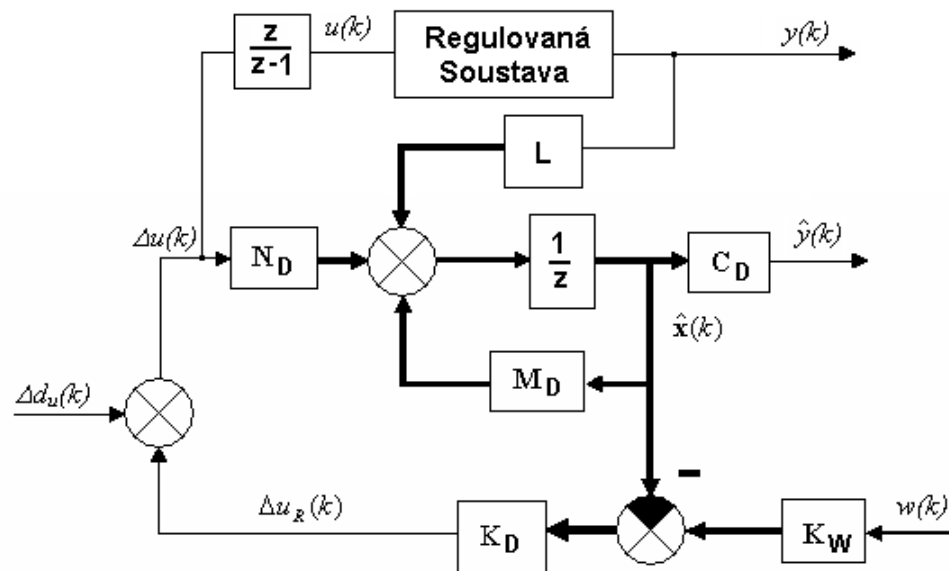 z
z-1
u(k)
Regulovaná
Soustava
y(k)
L
Δu(k)
N_D
1
z
C_D
ŷ(k)
x̂(k)
M_D
Δd_u(k)
-
Δu_R(k)
K_D
K_W
w(k)